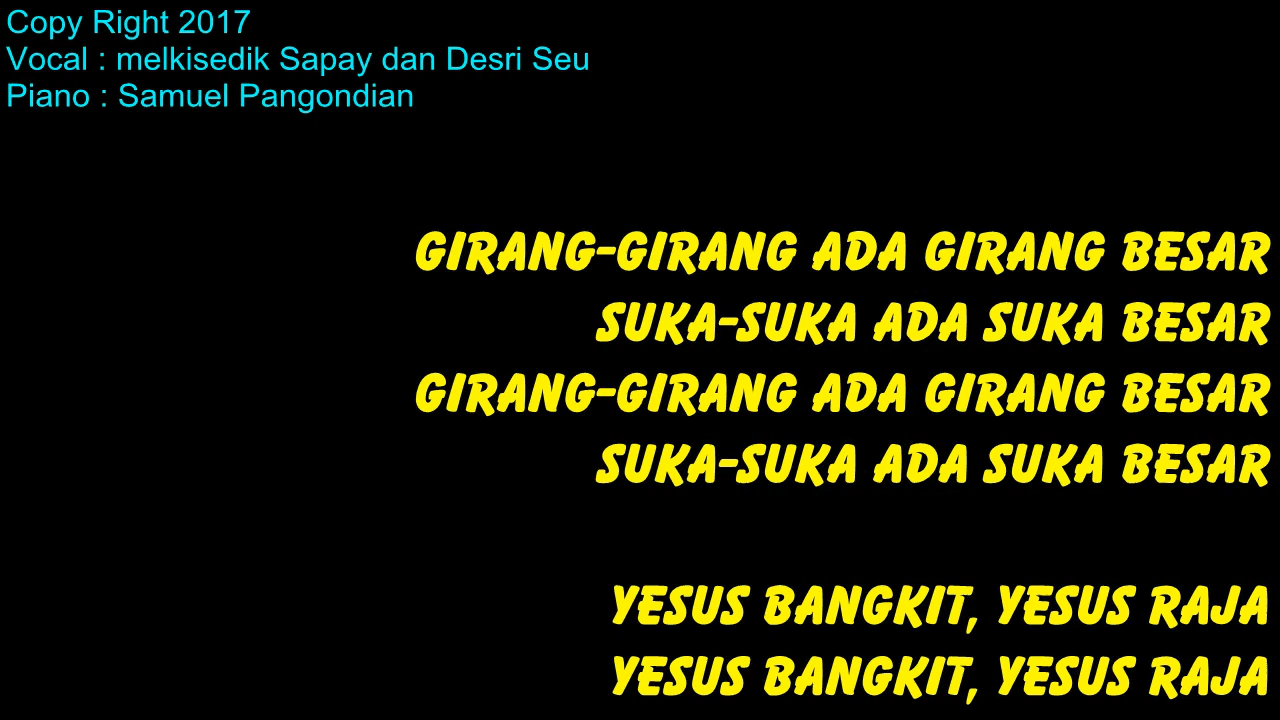 Copy Right 2017
Vocal : melkisedik Sapay dan Desri Seu
Piano : Samuel Pangondian
GIRANG-GIRANG ADA GIRANG BESAR
SUKA-SUKA ADA SUKA BESAR
GIRANG-GIRANG ADA GIRANG BESAR
SUKA-SUKA ADA SUKA BESAR
YESUS BANGKIT, YESUS RAJA
YESUS BANGKIT, YESUS RAJA